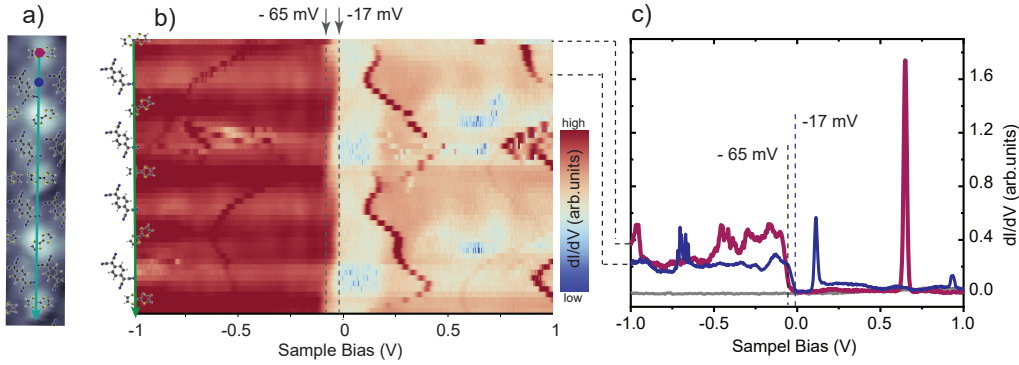 a)
b)
- 65 mV
-17 mV
-1
-0.5
0
0.5
1
Sample Bias (V)
high
dI/dV (arb.units)
low
c)
-17 mV
- 65 mV
1.6
1.2
0.8
0.4
0.0
dI/dV (arb.units)
-1.0
-0.5
0.0
0.5
1.0
Sampel Bias (V)